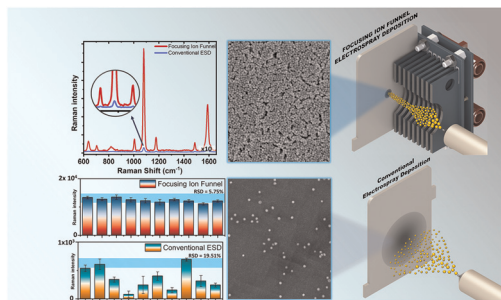 Focusing Ion Funnel
Conventional ESD
Raman intensity
x10
600 800 1000 1200 1400 1600
Raman Shift (cm⁻¹)
Focusing Ion Funnel
RSD = 5.75%
Raman intensity
0
Conventional ESD
RSD = 19.51%
Raman intensity
0
FOCUSING ION FUNNEL
ELECTROSPRAY DEPOSITION
Conventional
Electrospray Deposition